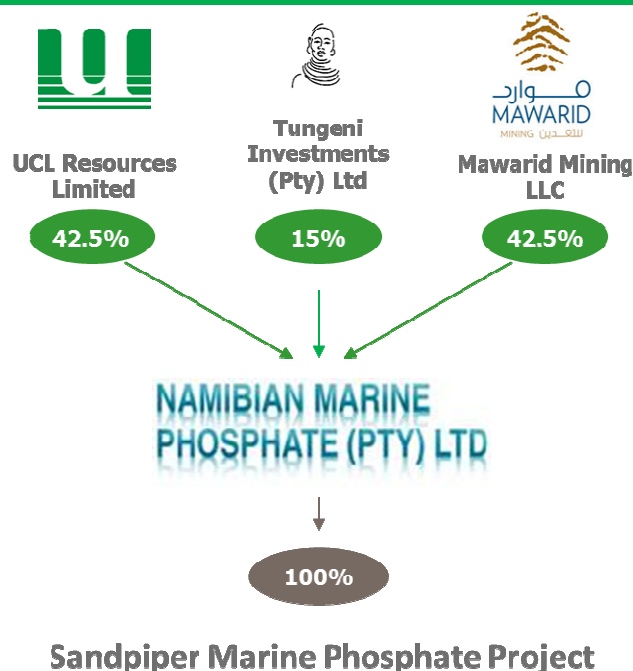 UCL
UCL Resources
Limited
42.5%
Tungeni
Investments
(Pty) Ltd
15%
موارد
MAWARID
MINING للتعدين
Mawarid Mining
LLC
42.5%
NAMIBIAN MARINE
PHOSPHATE (PTY) LTD
100%
Sandpiper Marine Phosphate Project